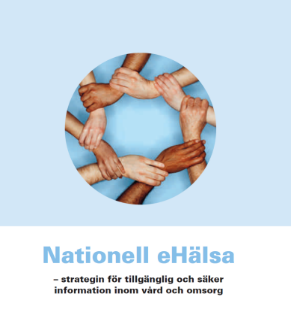 Nationell eHälsa
– strategin för tillgänglig och säker
information inom vård och omsorg